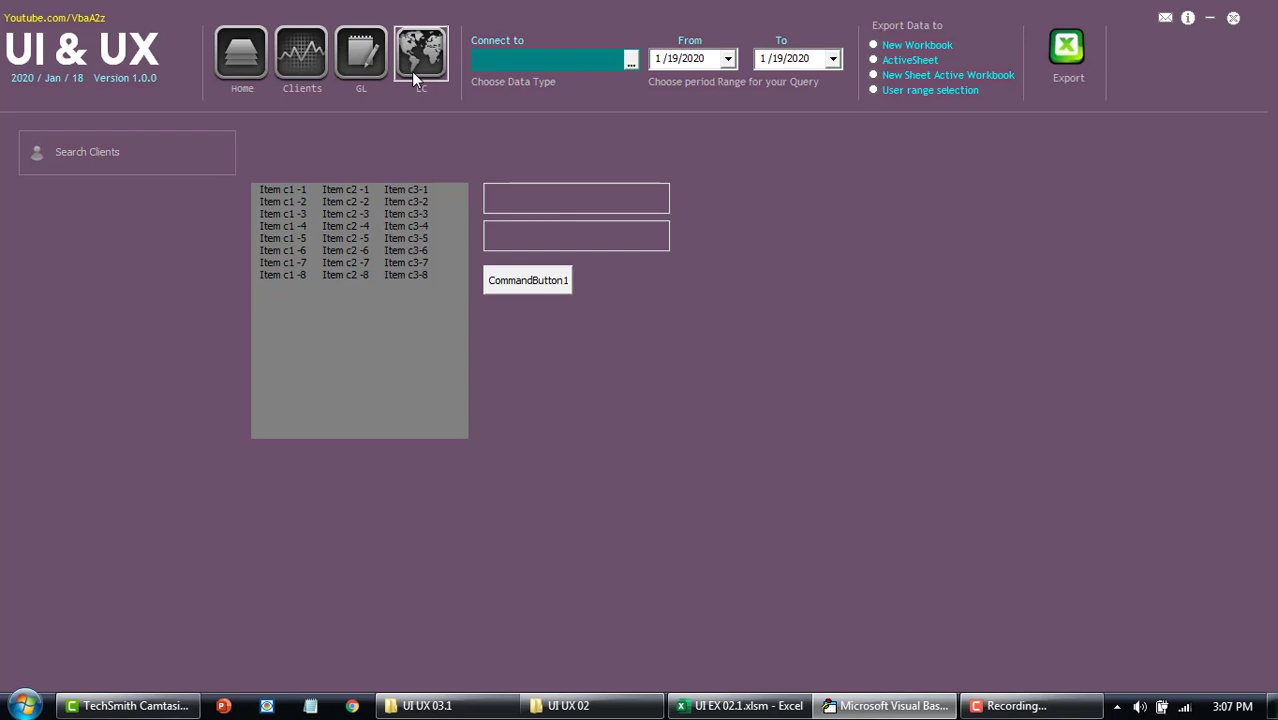 Youtube.com/VbaA2z
UI & UX
2020 / Jan / 18 Version 1.0.0
Home
Clients
GL
Connect to
...
Choose Data Type
From
To
1 /19/2020
1 /19/2020
Choose period Range for your Query
Export Data to
New Workbook
ActiveSheet
New Sheet Active Workbook
User range selection
Export
Search Clients
Item c1 -1 Item c2 -1 Item c3-1
Item c1 -2 Item c2 -2 Item c3-2
Item c1 -3 Item c2 -3 Item c3-3
Item c1 -4 Item c2 -4 Item c3-4
Item c1 -5 Item c2 -5 Item c3-5
Item c1 -6 Item c2 -6 Item c3-6
Item c1 -7 Item c2 -7 Item c3-7
Item c1 -8 Item c2 -8 Item c3-8
CommandButton1
TechSmith Camtasi...
UI UX 03.1
UI UX 02
UI EX 02.1.xlsm - Excel
Microsoft Visual Bas...
Recording...
3:07 PM